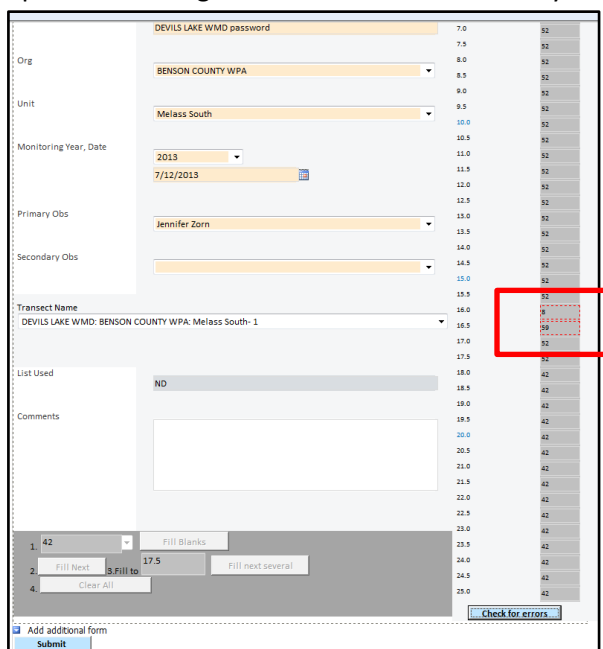 DEVILS LAKE WMD password
Org
BENSON COUNTY WPA
Unit
Melass South
Monitoring Year, Date
2013
7/12/2013
Primary Obs
Jennifer Zorn
Secondary Obs
Transect Name
DEVILS LAKE WMD: BENSON COUNTY WPA: Melass South- 1
List Used
ND
Comments
1. 42 Fill Blanks
2. Fill Next 3.Fill to 17.5 Fill next several
4. Clear All
7.0 52
7.5 52
8.0 52
8.5 52
9.0 52
9.5 52
10.0 52
10.5 52
11.0 52
11.5 52
12.0 52
12.5 52
13.0 52
13.5 52
14.0 52
14.5 52
15.0 52
15.5 52
16.0 8
16.5 59
17.0 52
17.5 52
18.0 42
18.5 42
19.0 42
19.5 42
20.0 42
20.5 42
21.0 42
21.5 42
22.0 42
22.5 42
23.0 42
23.5 42
24.0 42
24.5 42
25.0 42
Check for errors
Add additional form
Submit